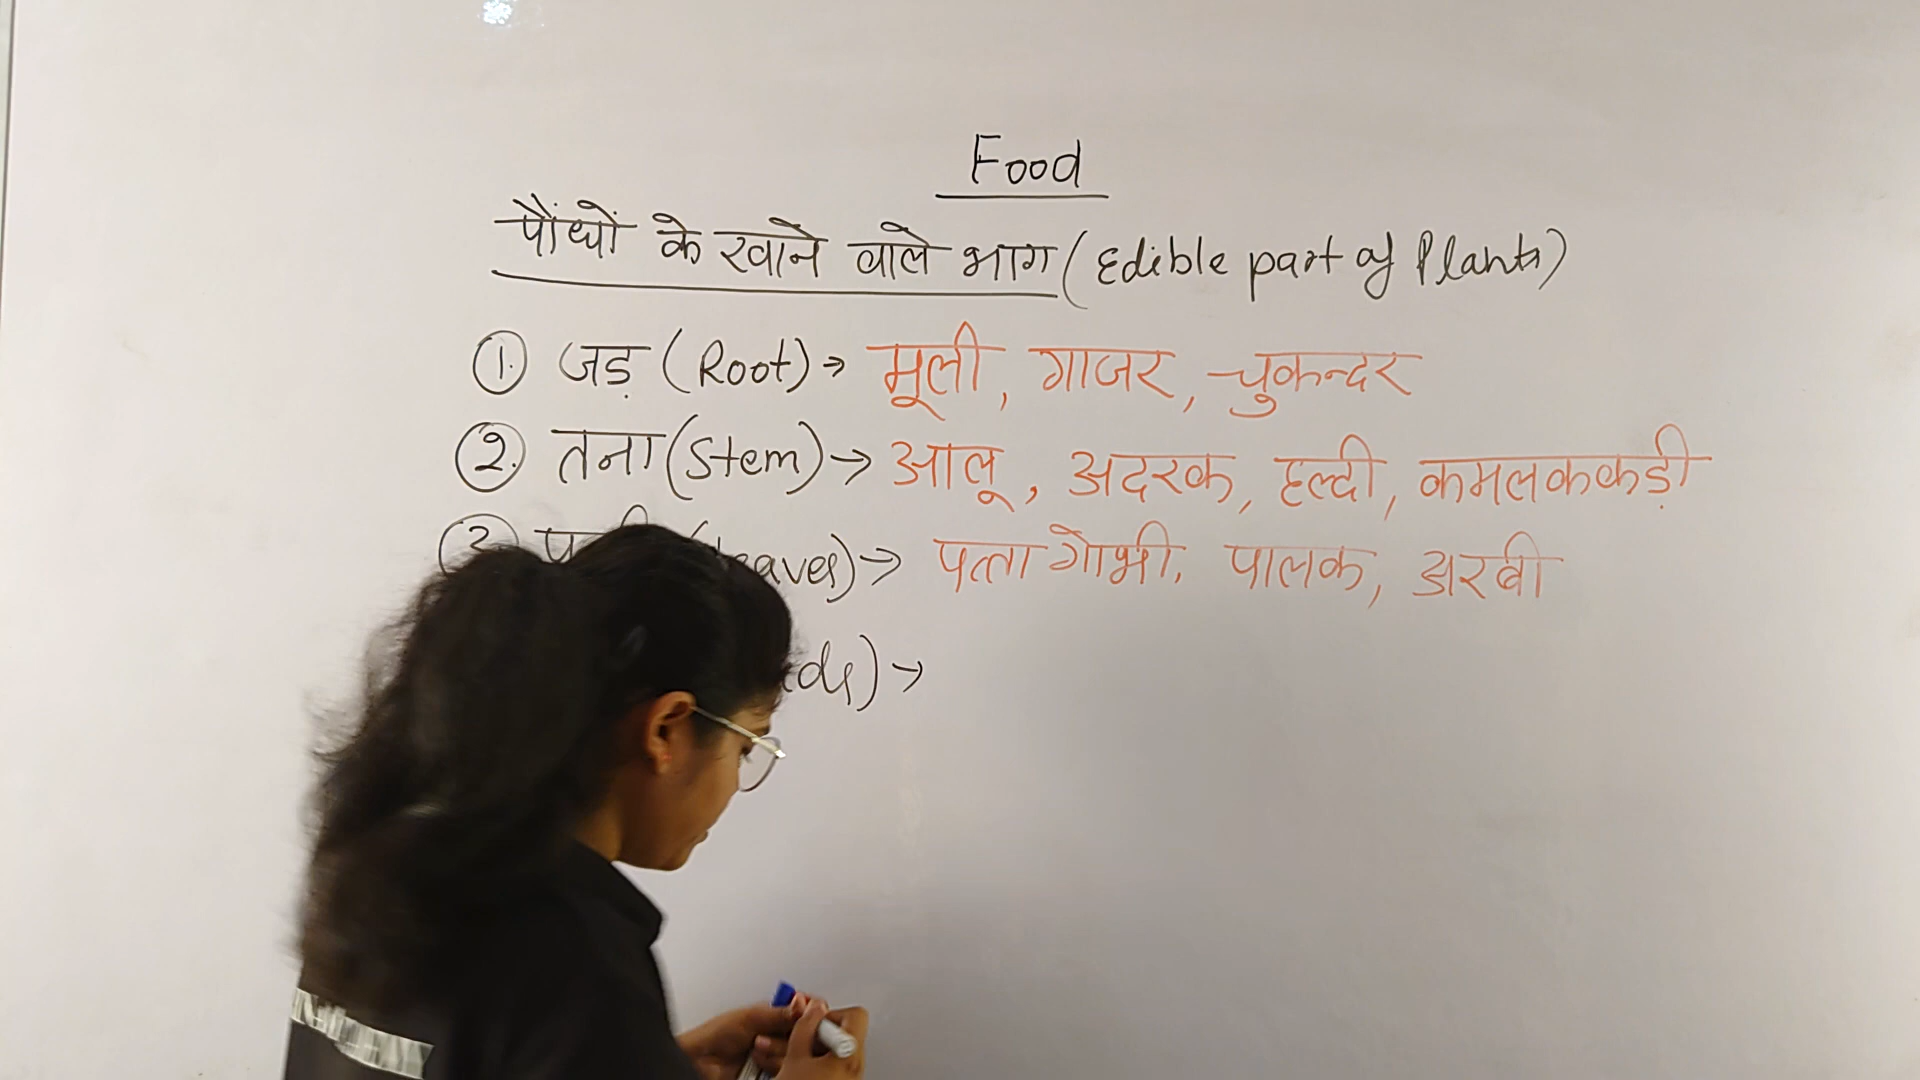 Food
पौंधों के खाने वाले भाग (Edible part of Plants)
1. जड़ (Root) → मूली, गाजर, चुकन्दर
2. तना (Stem) → आलू, अदरक, हल्दी, कमलककड़ी
3 → पत्ता गोभी, पालक, अरबी
→